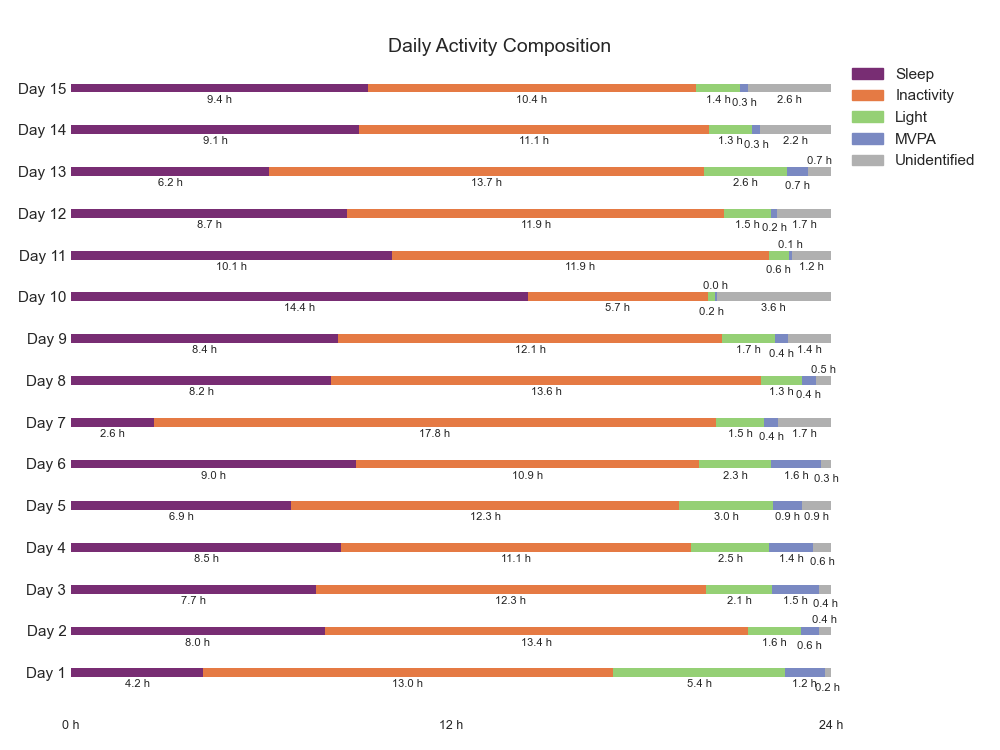 Daily Activity Composition
Sleep
Inactivity
Light
MVPA
Unidentified
Day 15
9.4 h 10.4 h 1.4 h 0.3 h 2.6 h
Day 14
9.1 h 11.1 h 1.3 h 0.3 h 2.2 h
0.7 h
Day 13
6.2 h 13.7 h 2.6 h 0.7 h
Day 12
8.7 h 11.9 h 1.5 h 0.2 h 1.7 h
0.1 h
Day 11
10.1 h 11.9 h 0.6 h 1.2 h
0.0 h
Day 10
14.4 h 5.7 h 0.2 h 3.6 h
Day 9
8.4 h 12.1 h 1.7 h 0.4 h 1.4 h
0.5 h
Day 8
8.2 h 13.6 h 1.3 h 0.4 h
Day 7
2.6 h 17.8 h 1.5 h 0.4 h 1.7 h
Day 6
9.0 h 10.9 h 2.3 h 1.6 h 0.3 h
Day 5
6.9 h 12.3 h 3.0 h 0.9 h 0.9 h
Day 4
8.5 h 11.1 h 2.5 h 1.4 h 0.6 h
Day 3
7.7 h 12.3 h 2.1 h 1.5 h 0.4 h
0.4 h
Day 2
8.0 h 13.4 h 1.6 h 0.6 h
Day 1
4.2 h 13.0 h 5.4 h 1.2 h 0.2 h
0 h 12 h 24 h